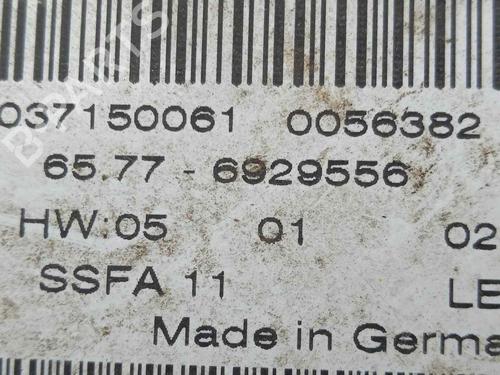 037150061 0056382
65.77 - 6929556
HW:05 01 02
SSFA 11 LE
Made in Germa